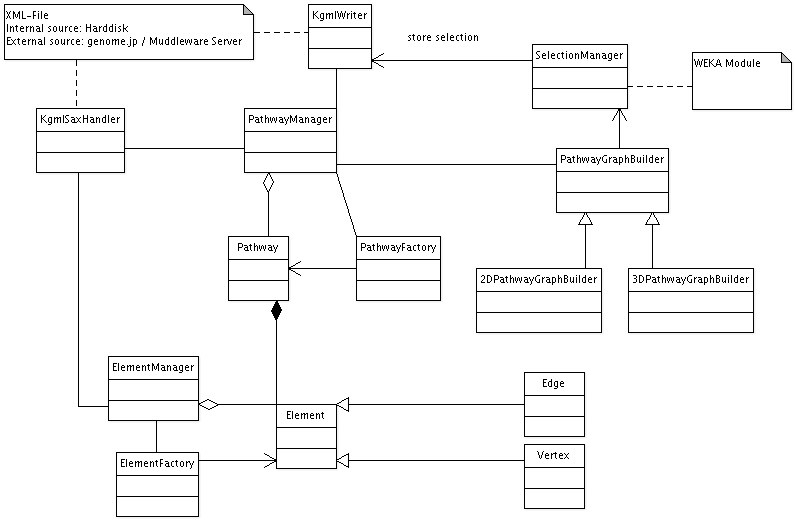 XML-File
Internal source: Harddisk
External source: genome.jp / Muddleware Server
KgmlWriter
store selection
SelectionManager
WEKA Module
KgmlSaxHandler
PathwayManager
PathwayGraphBuilder
Pathway
PathwayFactory
2DPathwayGraphBuilder
3DPathwayGraphBuilder
ElementManager
Edge
Element
ElementFactory
Vertex